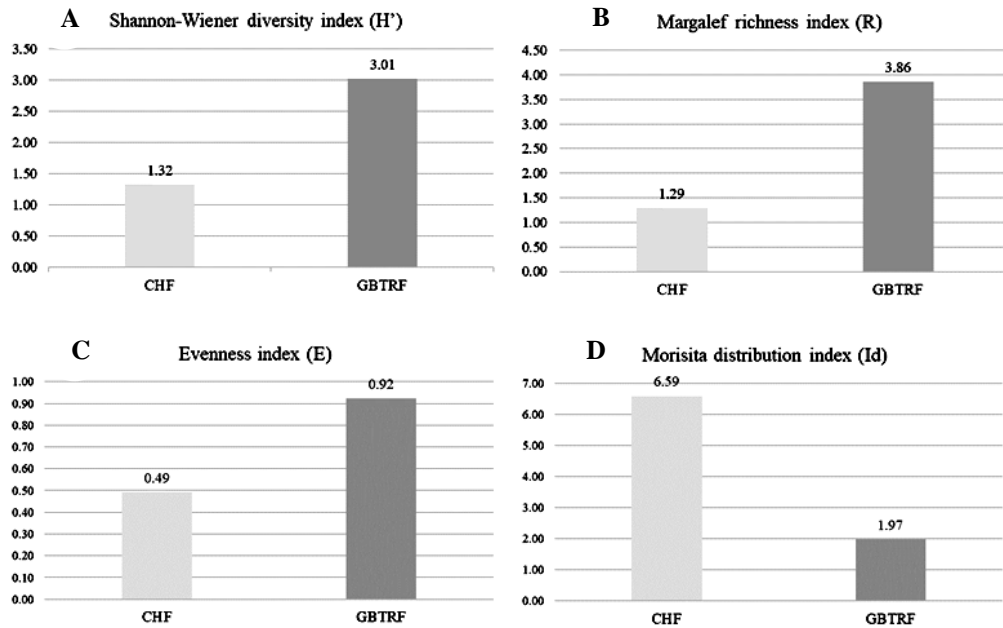 A
Shannon-Wiener diversity index (H')
3.50
3.00
2.50
2.00
1.50
1.00
0.50
0.00
1.32
3.01
CHF
GBTRF
B
Margalef richness index (R)
4.50
4.00
3.50
3.00
2.50
2.00
1.50
1.00
0.50
0.00
1.29
3.86
CHF
GBTRF
C
Evenness index (E)
1.00
0.90
0.80
0.70
0.60
0.50
0.40
0.30
0.20
0.10
0.00
0.49
0.92
CHF
GBTRF
D
Morisita distribution index (Id)
7.00
6.00
5.00
4.00
3.00
2.00
1.00
0.00
6.59
1.97
CHF
GBTRF